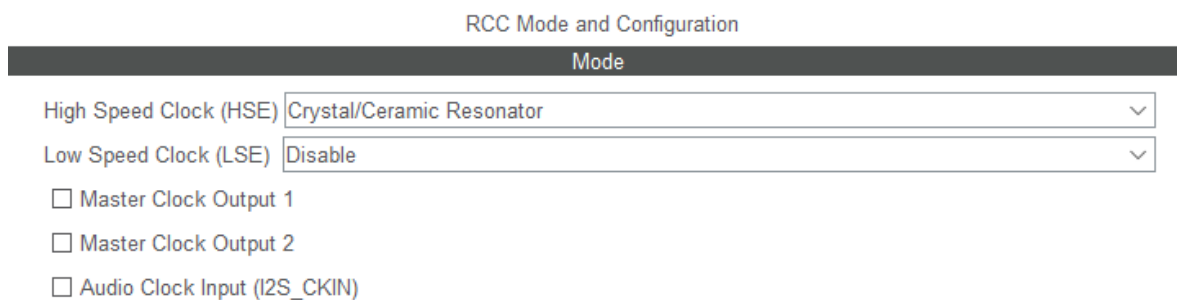 RCC Mode and Configuration
Mode
High Speed Clock (HSE) Crystal/Ceramic Resonator
Low Speed Clock (LSE) Disable
Master Clock Output 1
Master Clock Output 2
Audio Clock Input (I2S_CKIN)